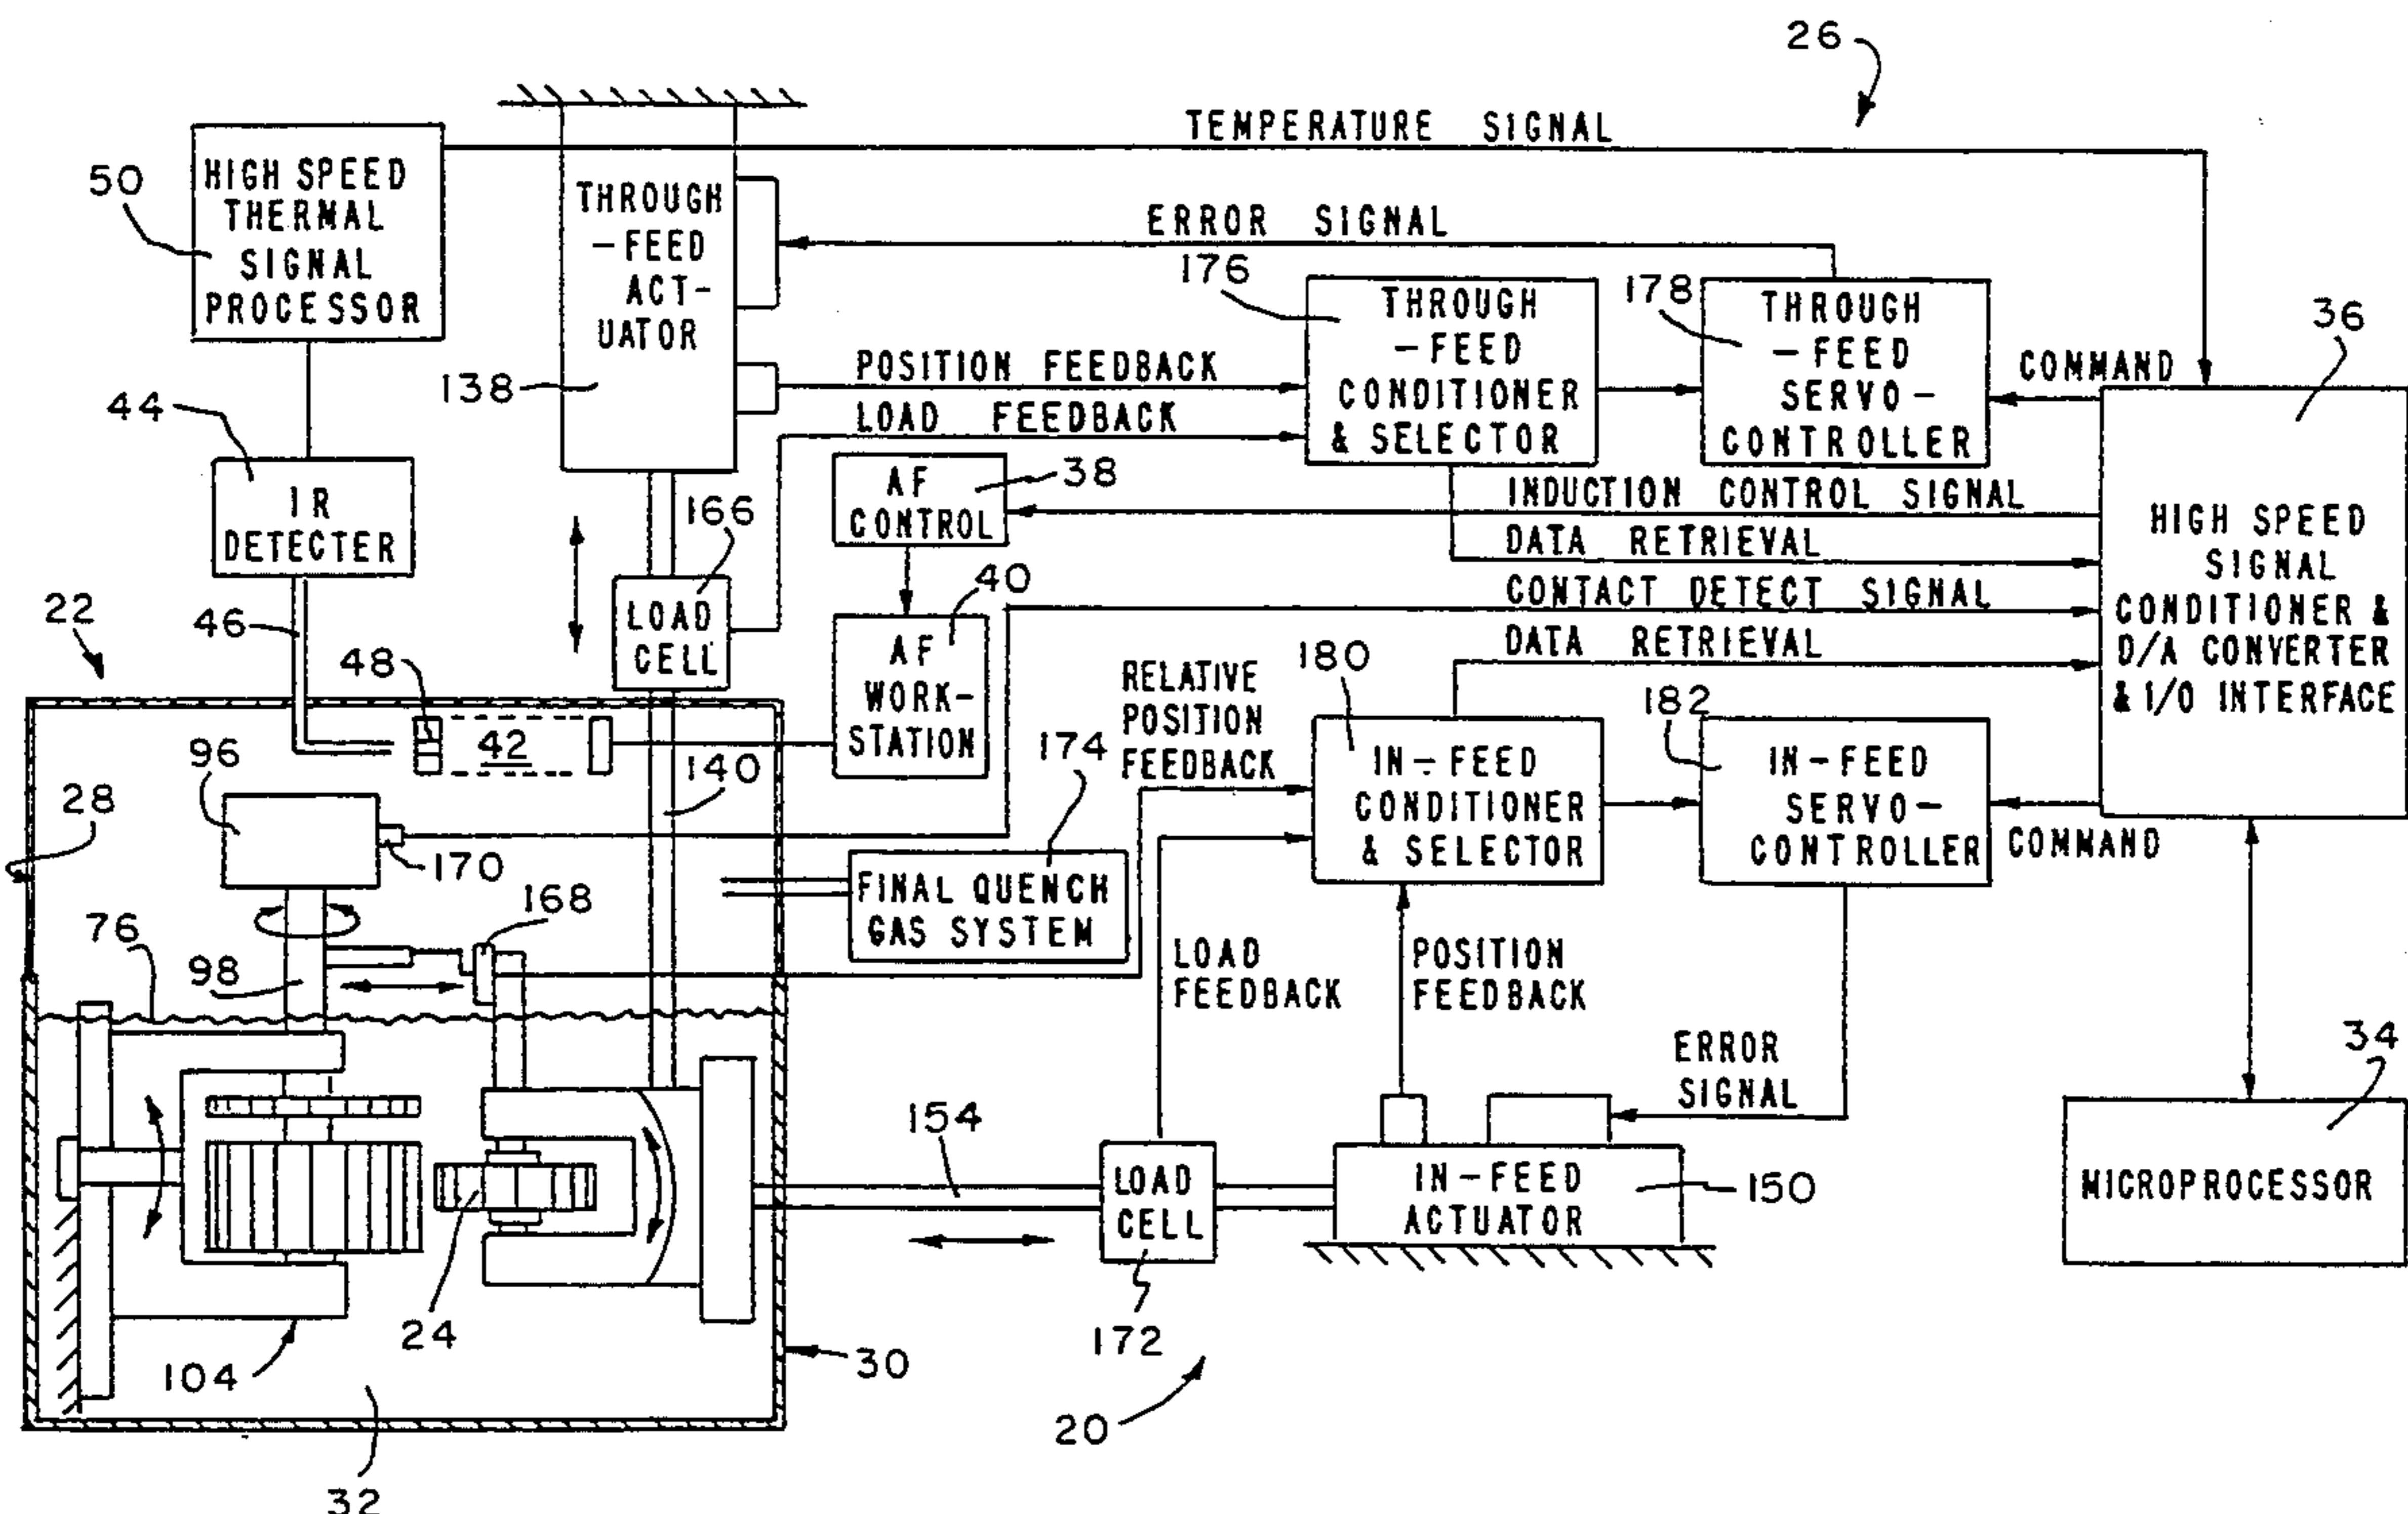 26
TEMPERATURE SIGNAL
50
HIGH SPEED
THERMAL
SIGNAL
PROCESSOR
THROUGH
-FEED
ACT-
UATOR
138
ERROR SIGNAL
176
THROUGH
-FEED
CONDITIONER
& SELECTOR
178
THROUGH
-FEED
SERVO-
CONTROLLER
COMMAND
36
POSITION FEEDBACK
LOAD FEEDBACK
44
IR
DETECTER
AF
CONTROL
38
INDUCTION CONTROL SIGNAL
DATA RETRIEVAL
CONTACT DETECT SIGNAL
DATA RETRIEVAL
HIGH SPEED
SIGNAL
CONDITIONER &
D/A CONVERTER
& I/O INTERFACE
166
LOAD
CELL
40
AF
WORK-
STATION
22
46
48
42
RELATIVE
POSITION
FEEDBACK
180
IN-FEED
CONDITIONER
& SELECTOR
182
IN-FEED
SERVO-
CONTROLLER
COMMAND
96
140
174
28
170
FINAL QUENCH
GAS SYSTEM
168
76
98
LOAD
FEEDBACK
POSITION
FEEDBACK
ERROR
SIGNAL
34
MICROPROCESSOR
154
LOAD
CELL
IN-FEED
ACTUATOR
150
24
172
104
30
20
32